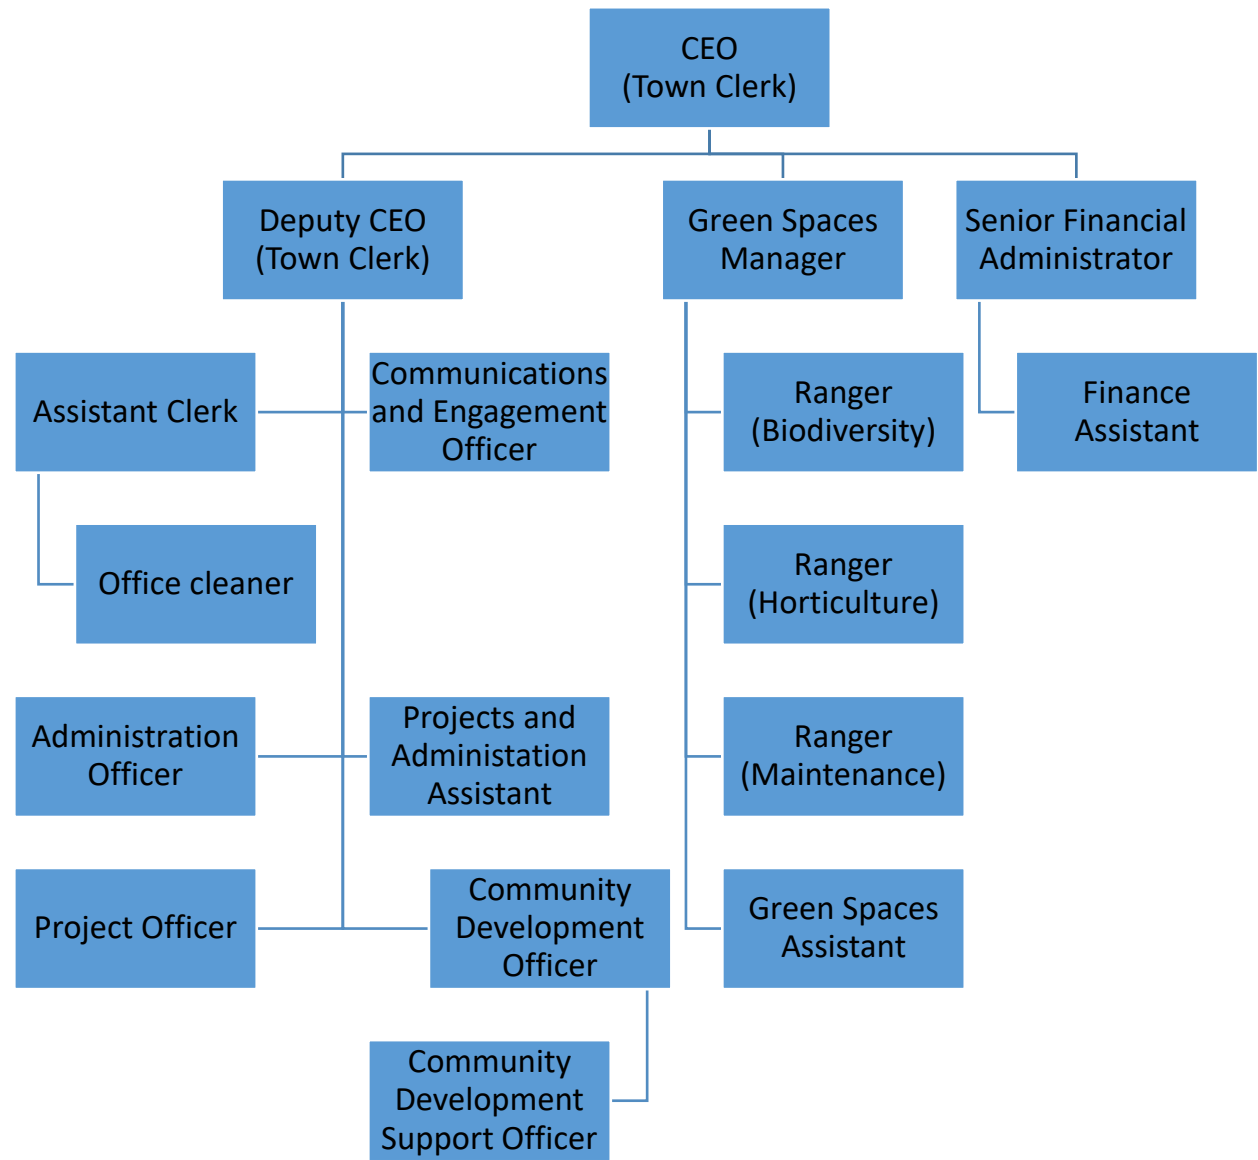 CEO
(Town Clerk)
Deputy CEO
(Town Clerk)
Green Spaces
Manager
Senior Financial
Administrator
Assistant Clerk
Communications
and Engagement
Officer
Ranger
(Biodiversity)
Finance
Assistant
Office cleaner
Ranger
(Horticulture)
Administration
Officer
Projects and
Administation
Assistant
Ranger
(Maintenance)
Project Officer
Community
Development
Officer
Green Spaces
Assistant
Community
Development
Support Officer